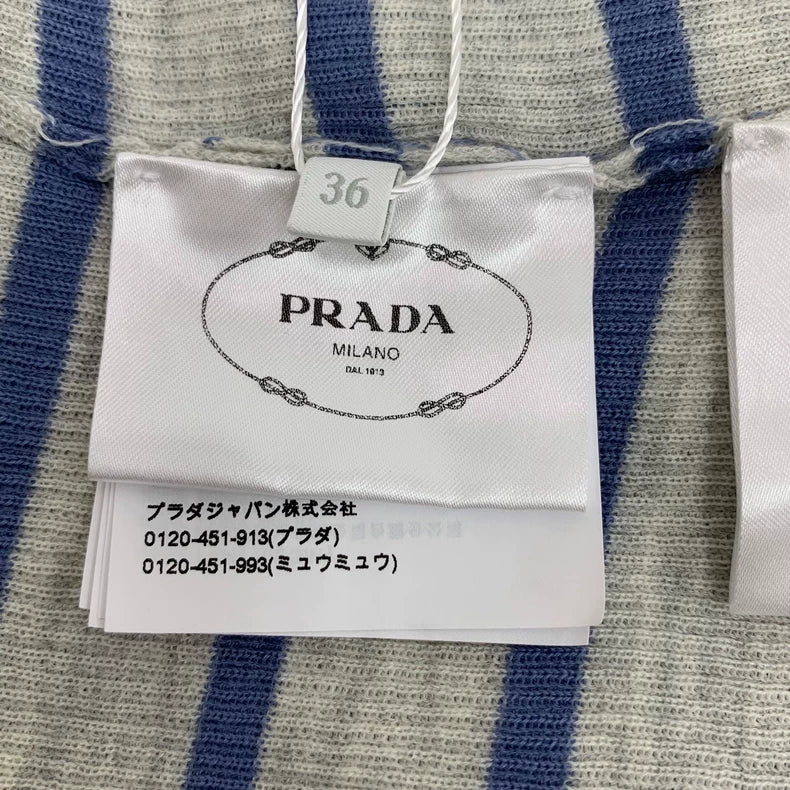 36
PRADA
MILANO
DAL 1913
プラダジャパン株式会社
0120-451-913(プラダ)
0120-451-993(ミュウミュウ)